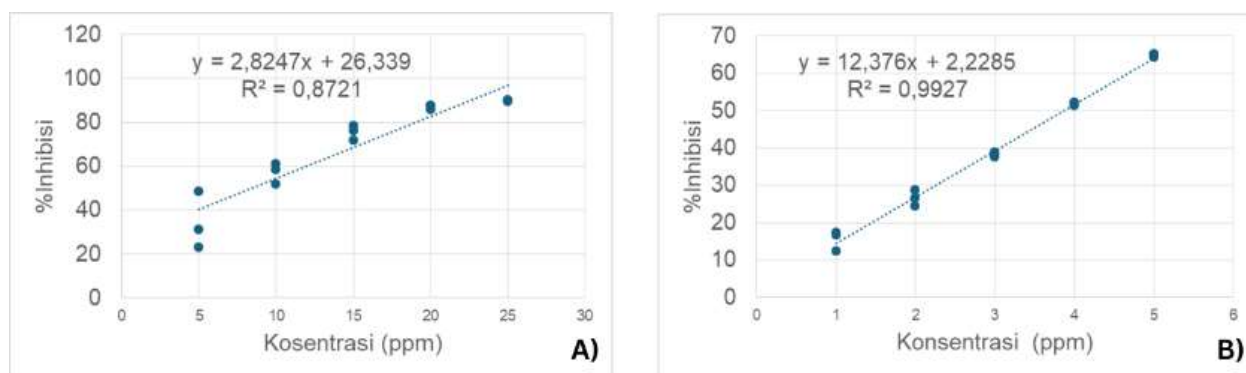 120
100
80
60
40
20
0
y = 2,8247x + 26,339
R² = 0,8721
%Inhibisi
0 5 10 15 20 25 30
Kosentrasi (ppm)
A)
70
60
50
40
30
20
10
0
y = 12,376x + 2,2285
R² = 0,9927
%Inhibisi
0 1 2 3 4 5 6
Konsentrasi (ppm)
B)